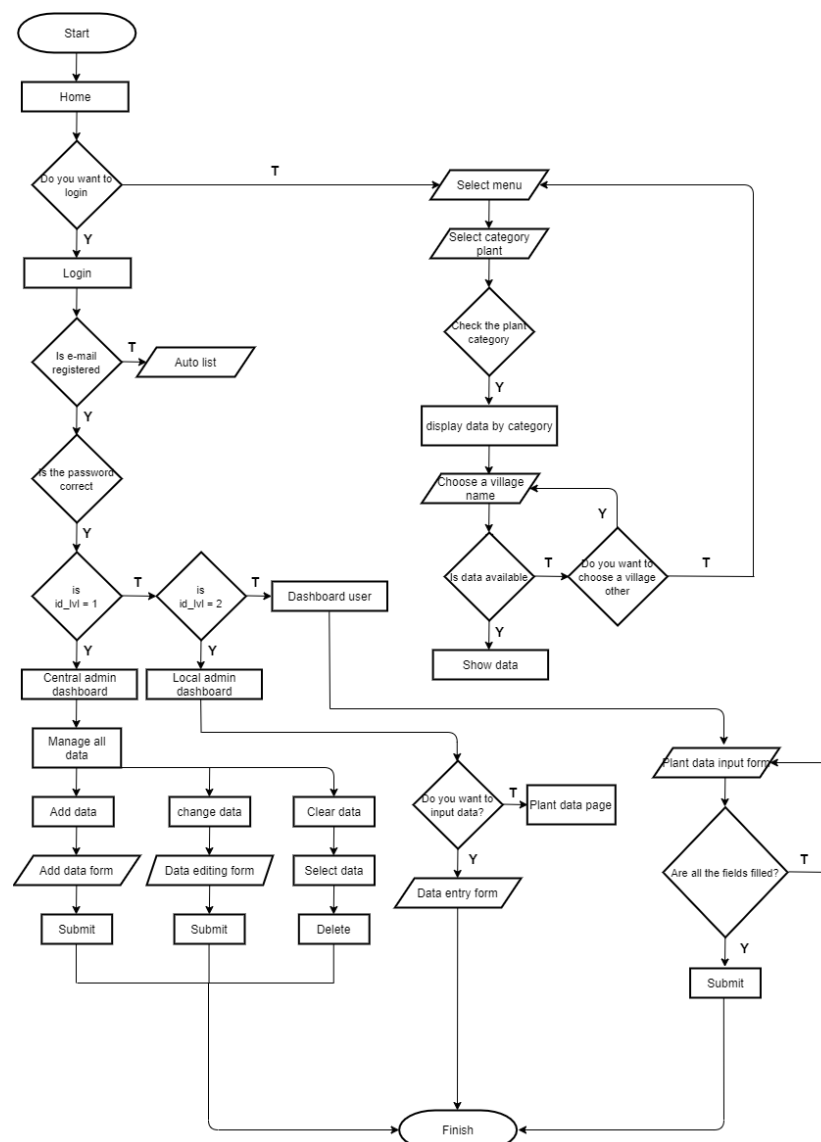 Start
Home
Do you want to
login
T
Select menu
Y
Select category
plant
Login
Check the plant
category
Is e-mail
registered
T
Auto list
Y
Y
display data by category
Is the password
correct
Choose a village
name
Y
Y
is
id_lvl = 1
T
is
id_lvl = 2
T
Dashboard user
Is data available
T
Do you want to
choose a village
other
T
Y
Y
Y
Show data
Central admin
dashboard
Local admin
dashboard
Manage all
data
Plant data input form
Add data
change data
Clear data
Do you want to
input data?
T
Plant data page
Y
Add data form
Data editing form
Select data
Are all the fields filled?
T
Data entry form
Submit
Submit
Delete
Y
Submit
Finish